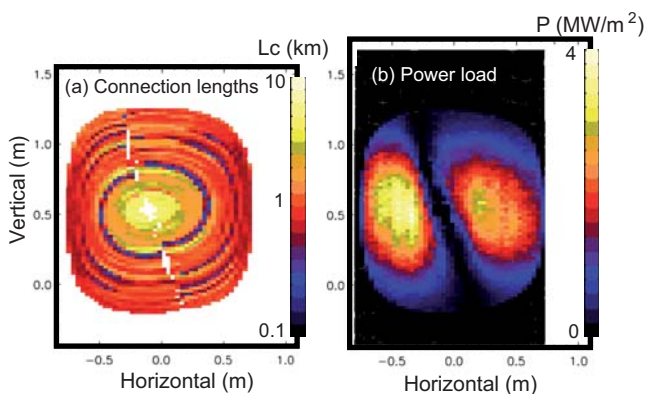 Lc (km)
P (MW/m²)
(a) Connection lengths
(b) Power load
10
1
0.1
4
0
1.5
1.0
0.5
0.0
Vertical (m)
−0.5 0.0 0.5 1.0
Horizontal (m)
1.5
1.0
0.5
0.0
−0.5 0.0 0.5 1.0
Horizontal (m)